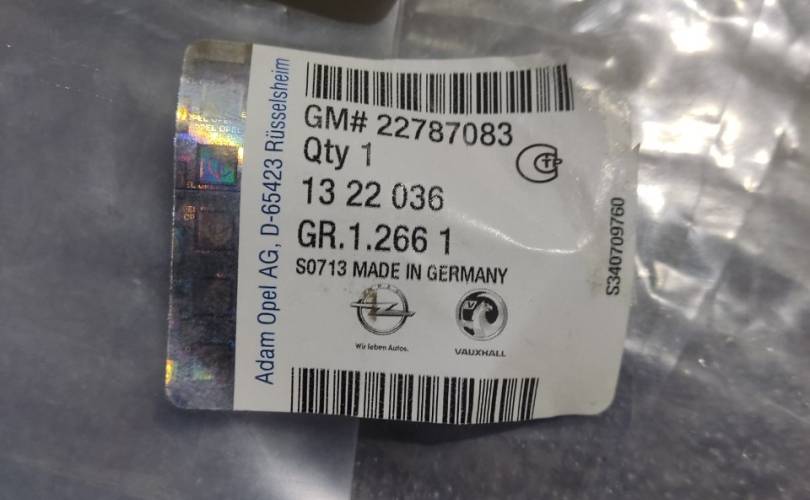 Adam Opel AG, D-65423 Rüsselsheim
GM# 22787083
Qty 1
13 22 036
GR.1.266 1
S0713 MADE IN GERMANY
Wir leben Autos.
VAUXHALL
S340709760